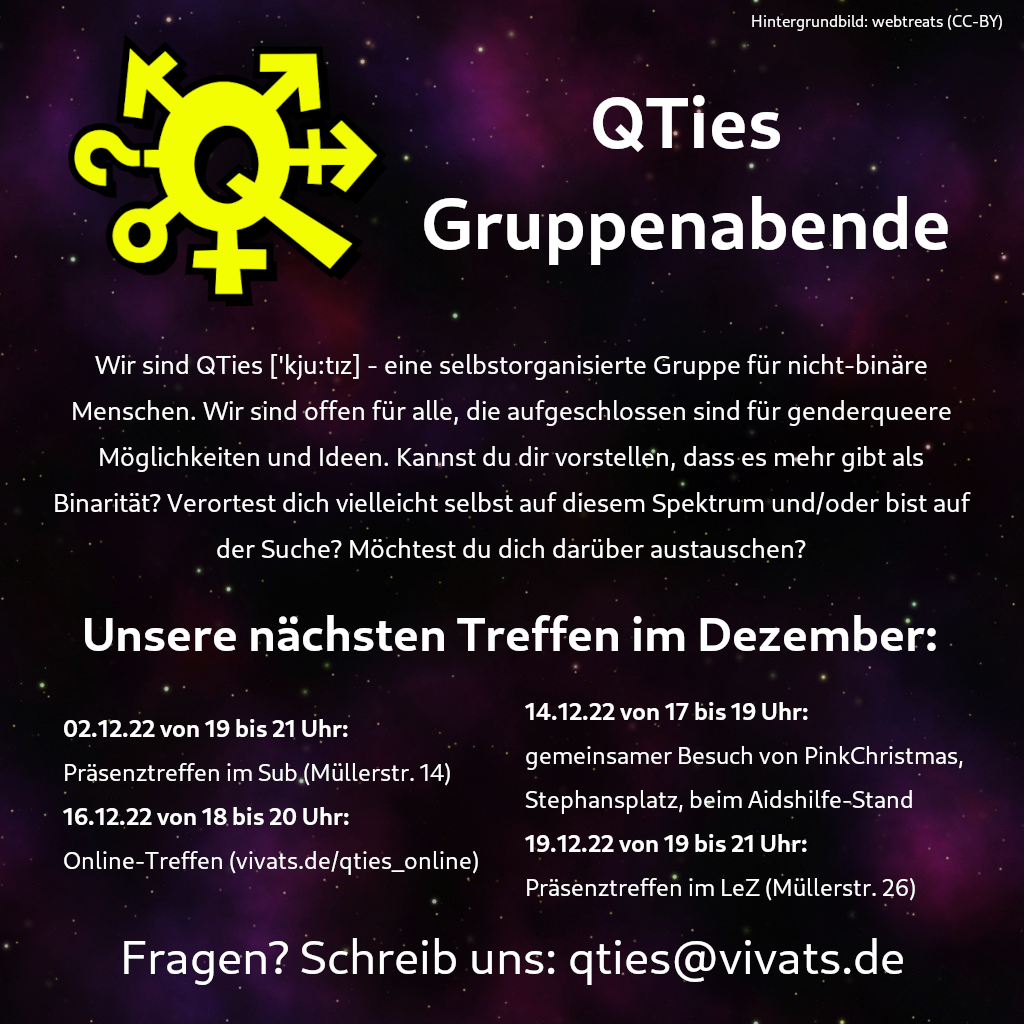 Hintergrundbild: webtreats (CC-BY)
Q
?
QTies
Gruppenabende
Wir sind QTies ['kju:tız] - eine selbstorganisierte Gruppe für nicht-binäre
Menschen. Wir sind offen für alle, die aufgeschlossen sind für genderqueere
Möglichkeiten und Ideen. Kannst du dir vorstellen, dass es mehr gibt als
Binarität? Verortest dich vielleicht selbst auf diesem Spektrum und/oder bist auf
der Suche? Möchtest du dich darüber austauschen?
Unsere nächsten Treffen im Dezember:
02.12.22 von 19 bis 21 Uhr:
Präsenztreffen im Sub (Müllerstr. 14)
16.12.22 von 18 bis 20 Uhr:
Online-Treffen (vivats.de/qties_online)
14.12.22 von 17 bis 19 Uhr:
gemeinsamer Besuch von PinkChristmas,
Stephansplatz, beim Aidshilfe-Stand
19.12.22 von 19 bis 21 Uhr:
Präsenztreffen im LeZ (Müllerstr. 26)
Fragen? Schreib uns: qties@vivats.de